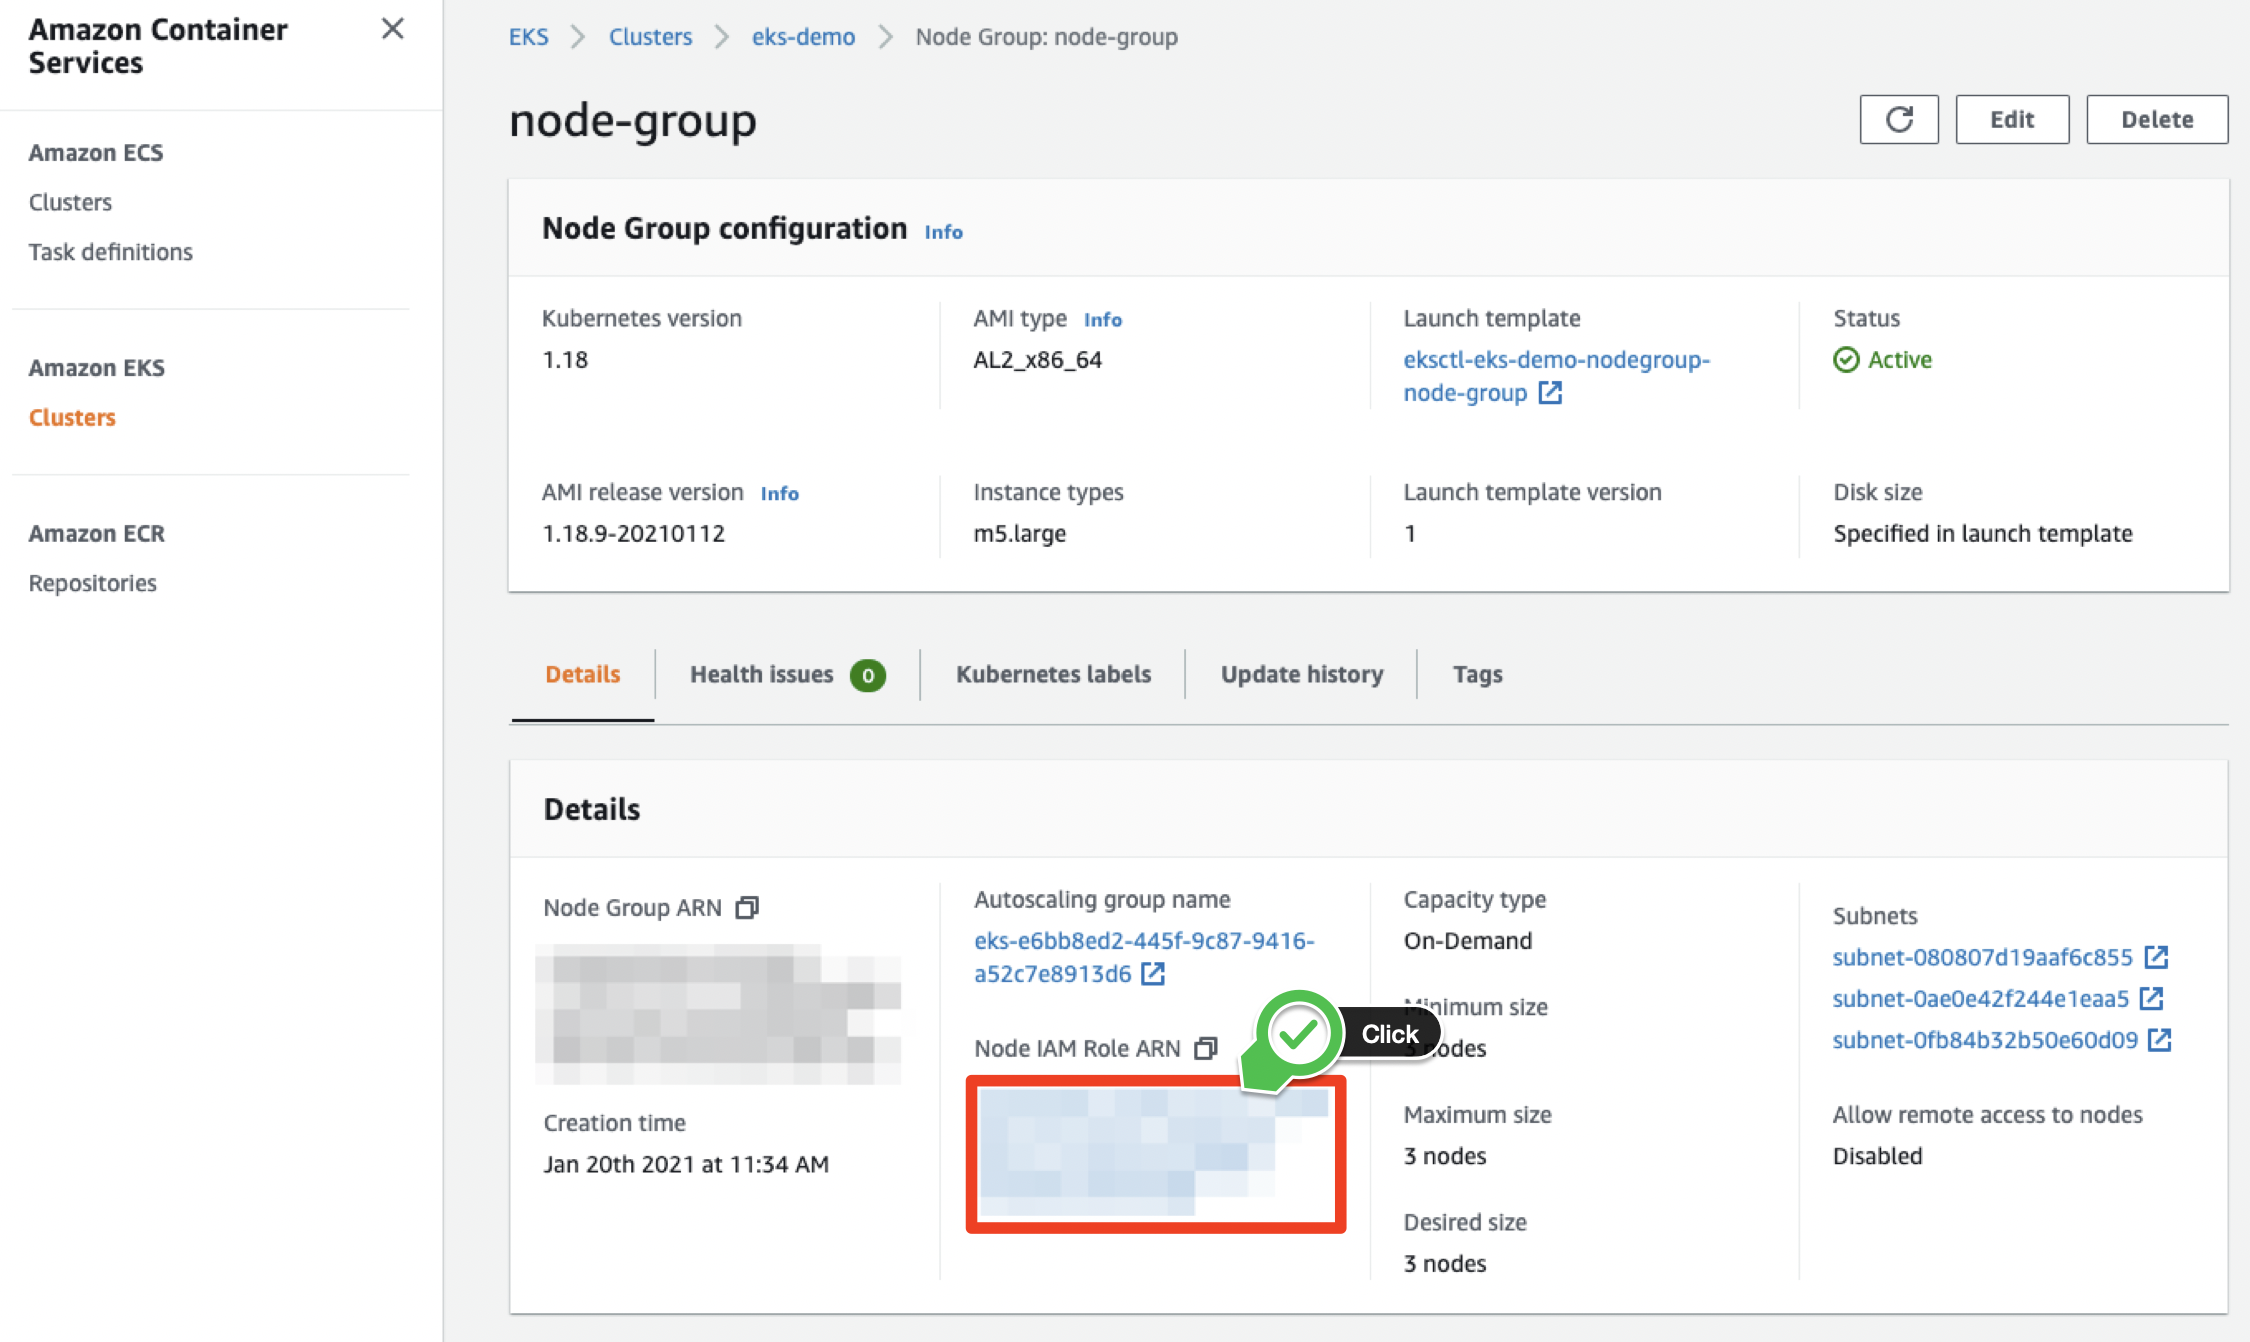 Amazon Container
Services
Amazon ECS
Clusters
Task definitions
Amazon EKS
Clusters
Amazon ECR
Repositories
EKS > Clusters > eks-demo > Node Group: node-group
node-group
Edit
Delete
Node Group configuration Info
Kubernetes version
1.18
AMI type Info
AL2_x86_64
Launch template
eksctl-eks-demo-nodegroup-
node-group
Status
Active
AMI release version Info
1.18.9-20210112
Instance types
m5.large
Launch template version
1
Disk size
Specified in launch template
Details
Health issues 0
Kubernetes labels
Update history
Tags
Details
Node Group ARN
Creation time
Jan 20th 2021 at 11:34 AM
Autoscaling group name
eks-e6bb8ed2-445f-9c87-9416-
a52c7e8913d6
Node IAM Role ARN
Click
Capacity type
On-Demand
Minimum size
3 nodes
Maximum size
3 nodes
Desired size
3 nodes
Subnets
subnet-080807d19aaf6c855
subnet-0ae0e42f244e1eaa5
subnet-0fb84b32b50e60d09
Allow remote access to nodes
Disabled